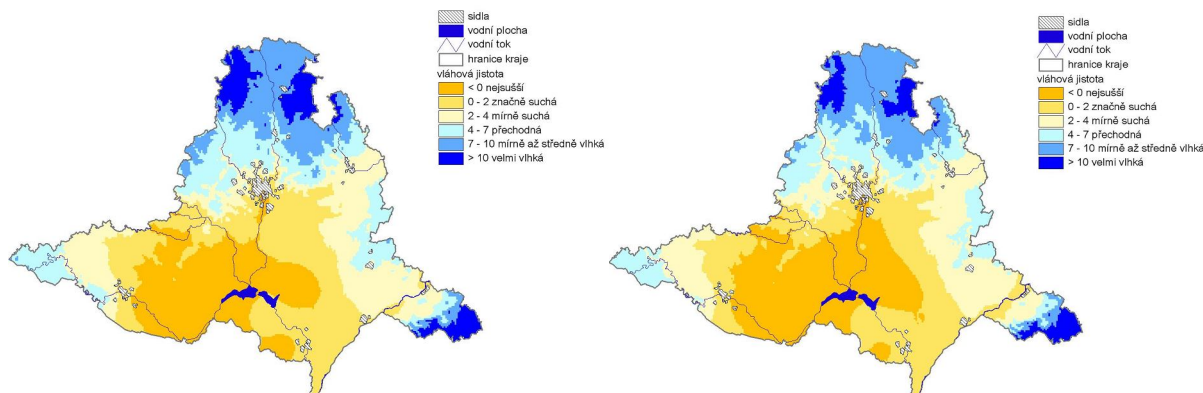 sidla
vodní plocha
vodní tok
hranice kraje
vláhová jistota
< 0 nejsušší
0 - 2 značně suchá
2 - 4 mírně suchá
4 - 7 přechodná
7 - 10 mírně až středně vlhká
> 10 velmi vlhká
sidla
vodní plocha
vodní tok
hranice kraje
vláhová jistota
< 0 nejsušší
0 - 2 značně suchá
2 - 4 mírně suchá
4 - 7 přechodná
7 - 10 mírně až středně vlhká
> 10 velmi vlhká